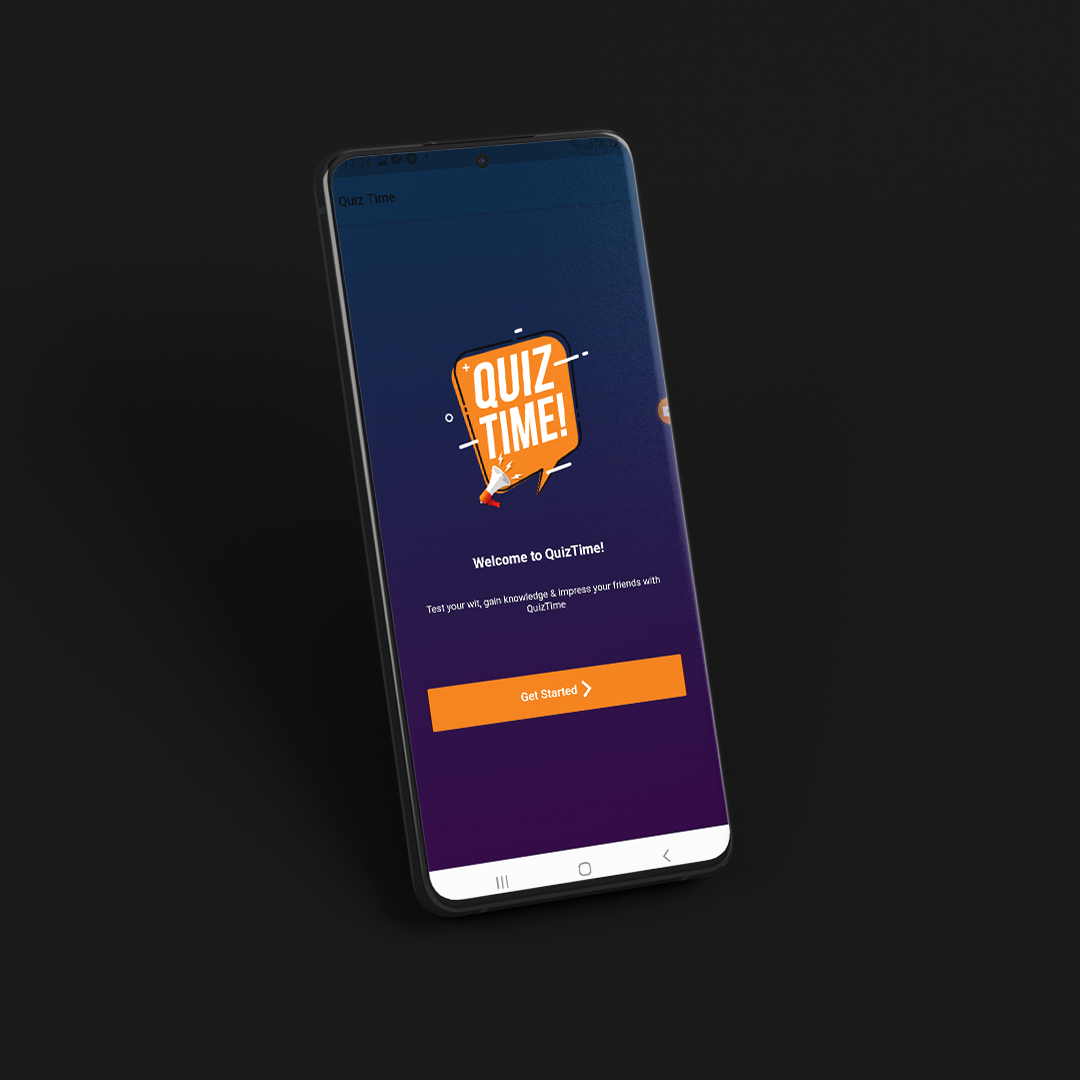 Quiz Time
QUIZ
TIME!
Welcome to QuizTime!
Test your wit, gain knowledge & impress your friends with
QuizTime
Get Started